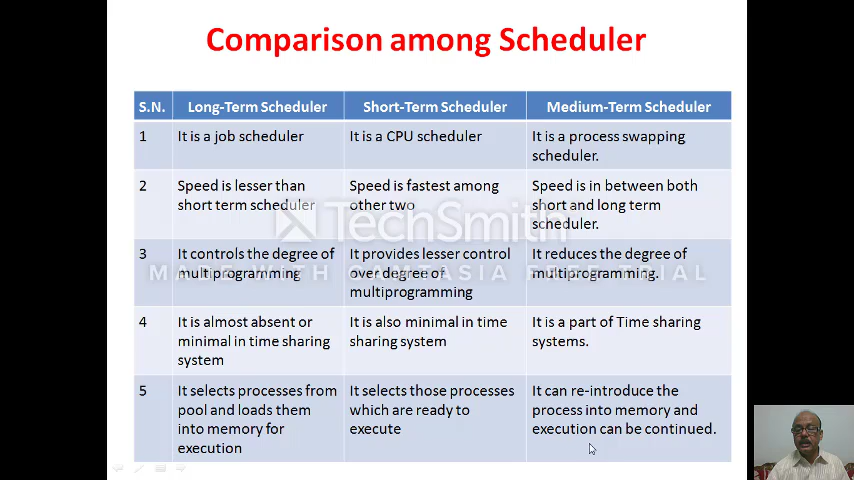 Comparison among Scheduler
S.N. Long-Term Scheduler Short-Term Scheduler Medium-Term Scheduler
1 It is a job scheduler It is a CPU scheduler It is a process swapping
scheduler.
2 Speed is lesser than Speed is fastest among Speed is in between both
short term scheduler other two short and long term
scheduler.
TechSmith
3 It controls the degree of It provides lesser control It reduces the degree of
multiprogramming over degree of multiprogramming.
multiprogramming
MADE WITH CAMTASIA FREE TRIAL
4 It is almost absent or It is also minimal in time It is a part of Time sharing
minimal in time sharing sharing system systems.
system
5 It selects processes from It selects those processes It can re-introduce the
pool and loads them which are ready to process into memory and
into memory for execute execution can be continued.
execution